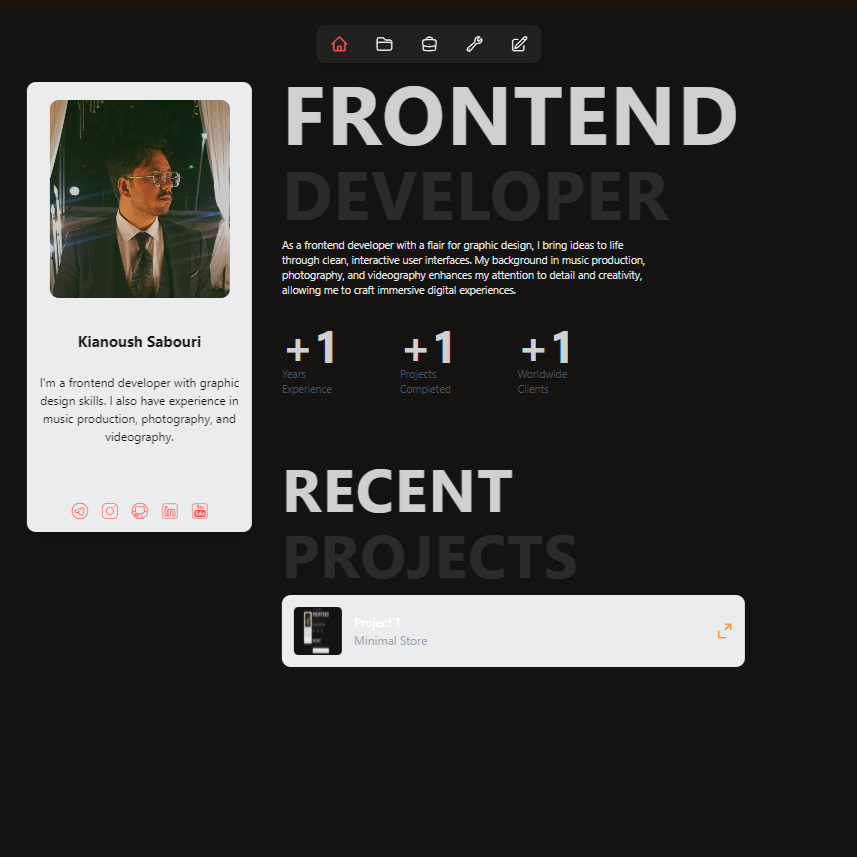 Kianoush Sabouri
I'm a frontend developer with graphic
design skills. I also have experience in
music production, photography, and
videography.
FRONTEND
DEVELOPER
As a frontend developer with a flair for graphic design, I bring ideas to life
through clean, interactive user interfaces. My background in music production,
photography, and videography enhances my attention to detail and creativity,
allowing me to craft immersive digital experiences.
+1
Years
Experience
+1
Projects
Completed
+1
Worldwide
Clients
RECENT
PROJECTS
Project 1
Minimal Store